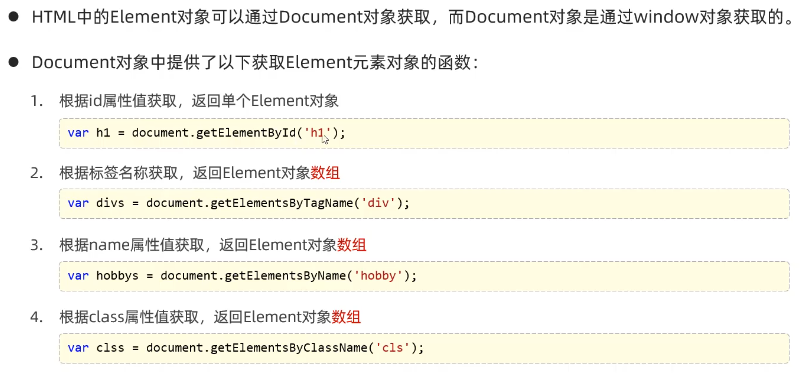 ● HTML中的Element对象可以通过Document对象获取，而Document对象是通过window对象获取的。
● Document对象中提供了以下获取Element元素对象的函数：
1. 根据id属性值获取，返回单个Element对象
var h1 = document.getElementById('h1');
2. 根据标签名称获取，返回Element对象数组
var divs = document.getElementsByTagName('div');
3. 根据name属性值获取，返回Element对象数组
var hobbys = document.getElementsByName('hobby');
4. 根据class属性值获取，返回Element对象数组
var clss = document.getElementsByClassName('cls');